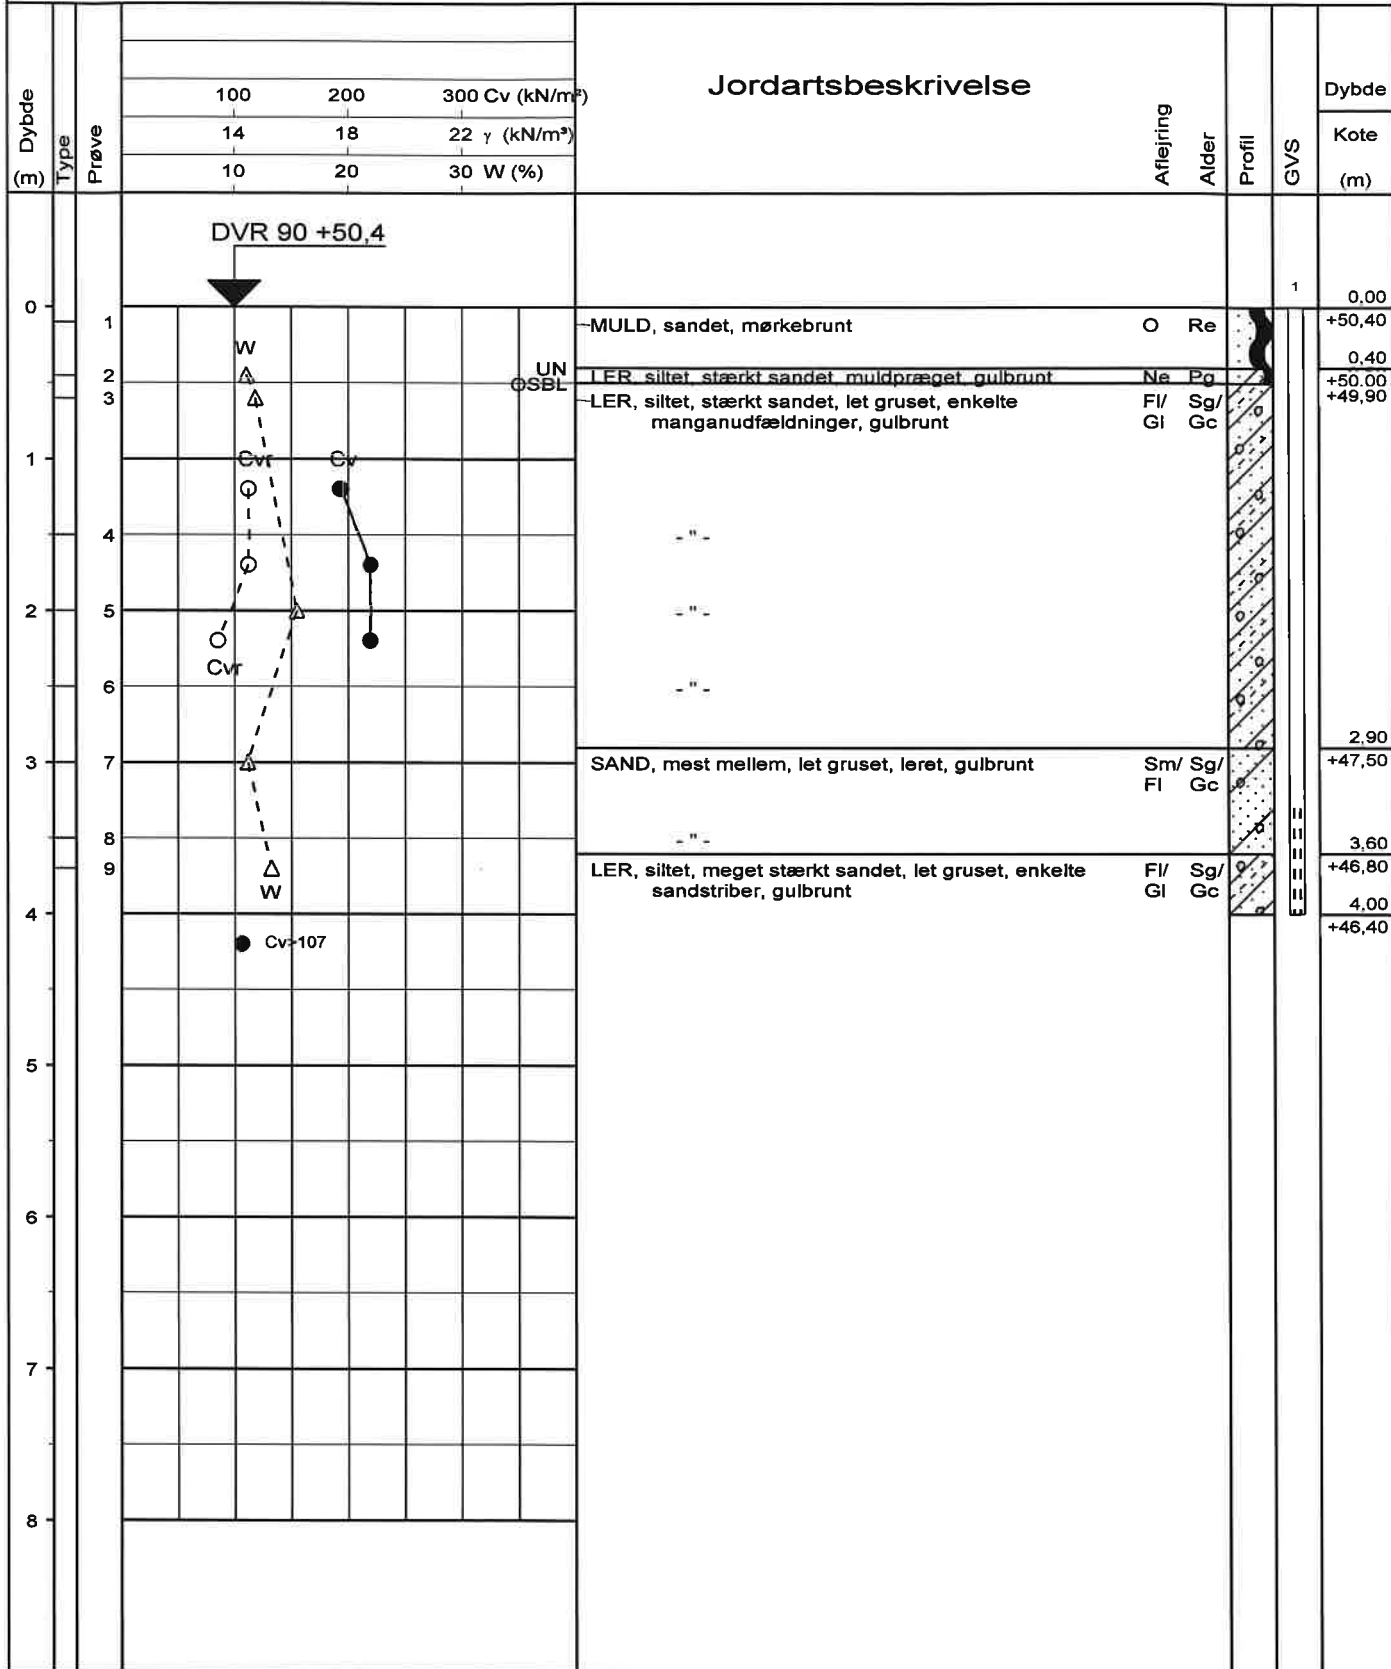 Dybde
(m)
Type
Prøve
100 200 300 Cv (kN/m²)
14 18 22 γ (kN/m³)
10 20 30 W (%)
Jordartsbeskrivelse
Aflejring
Alder
Profil
GVS
Dybde
Kote
(m)
DVR 90 +50,4
1
0 0,00
1 MULD, sandet, mørkebrunt O Re +50,40
W 0,40
2 UN LER, siltet, stærkt sandet, muldpræget, gulbrunt Ne Pg +50,00
OSBL
3 LER, siltet, stærkt sandet, let gruset, enkelte Fl/ Sg/ +49,90
manganudfældninger, gulbrunt Gl Gc
1 Cvr Cv
4 - " -
2 5 - " -
Cvr
6 - " -
2,90
3 7 SAND, mest mellem, let gruset, leret, gulbrunt Sm/ Sg/ +47,50
Fl Gc
8 - " - 3,60
9 LER, siltet, meget stærkt sandet, let gruset, enkelte Fl/ Sg/ +46,80
W sandstriber, gulbrunt Gl Gc
4 4,00
+46,40
Cv>107
5
6
7
8